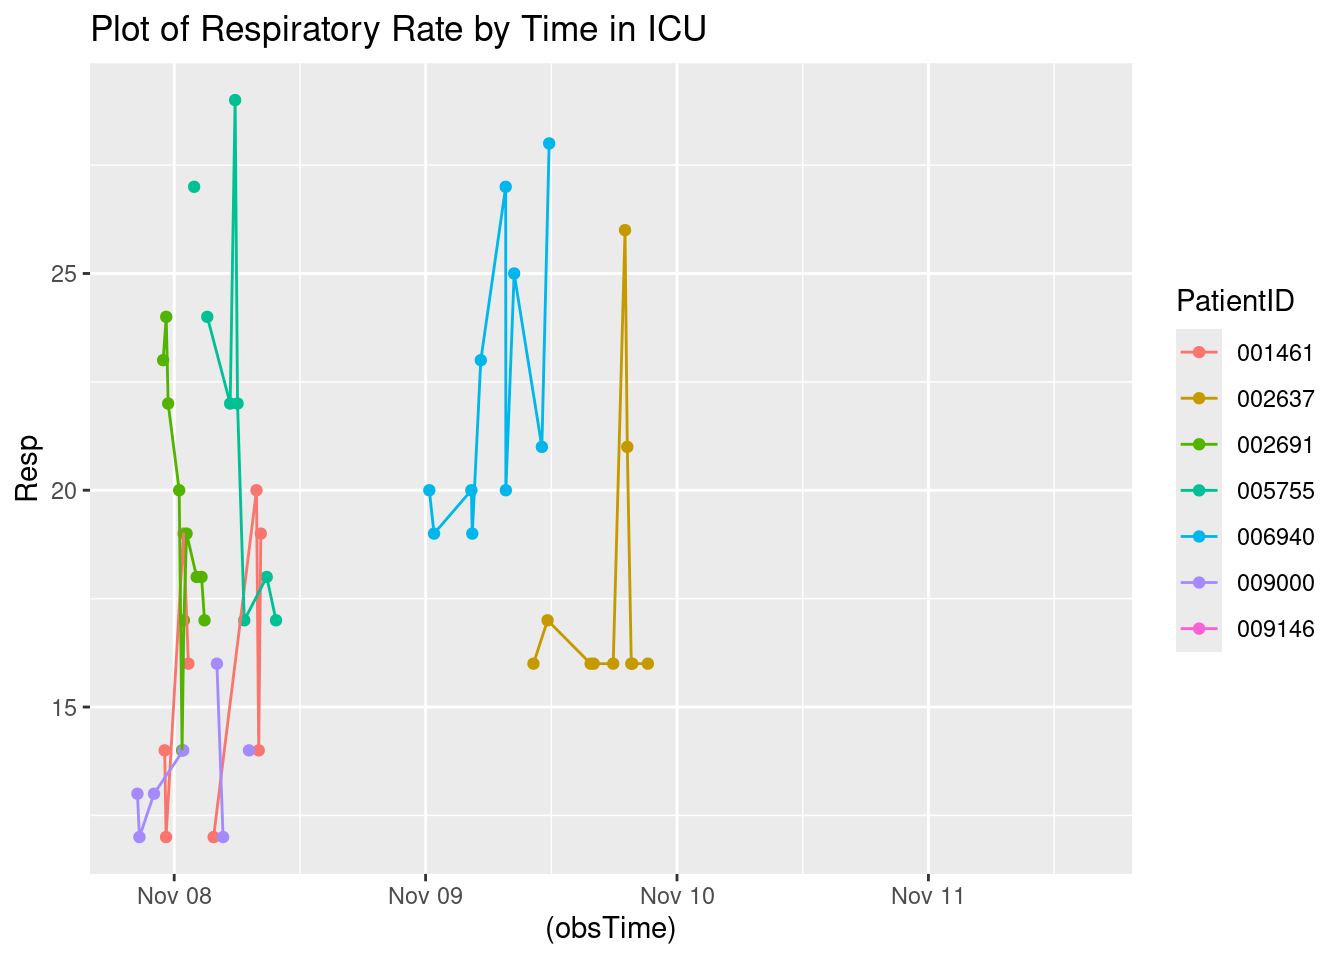 Plot of Respiratory Rate by Time in ICU
25
20
15
Resp
Nov 08
Nov 09
Nov 10
Nov 11
(obsTime)
PatientID
001461
002637
002691
005755
006940
009000
009146